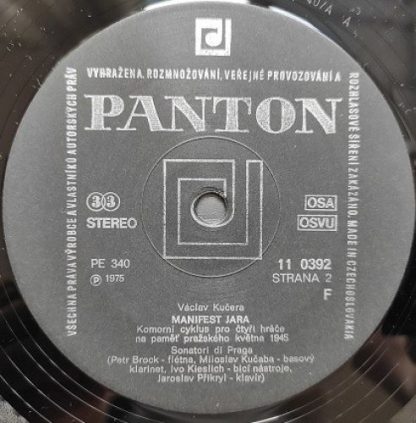 VŠECHNA PRÁVA VÝROBCE A VLASTNÍKŮ AUTORSKÝCH PRÁV VYHRAŽENA. ROZMNOŽOVÁNÍ, VEŘEJNÉ PROVOZOVÁNÍ A ROZHLASOVÉ ŠÍŘENÍ ZAKÁZÁNO. MADE IN CZECHOSLOVAKIA
PANTON
33
STEREO
OSA
OSVU
PE 340
℗ 1975
11 0392
STRANA 2
F
Václav Kučera
MANIFEST JARA
Komorní cyklus pro čtyři hráče
na paměť pražského května 1945
Sonatori di Praga
(Petr Brock - flétna, Miloslav Kučaba - basový
klarinet, Ivo Kieslich - bicí nástroje,
Jaroslav Přikryl - klavír)